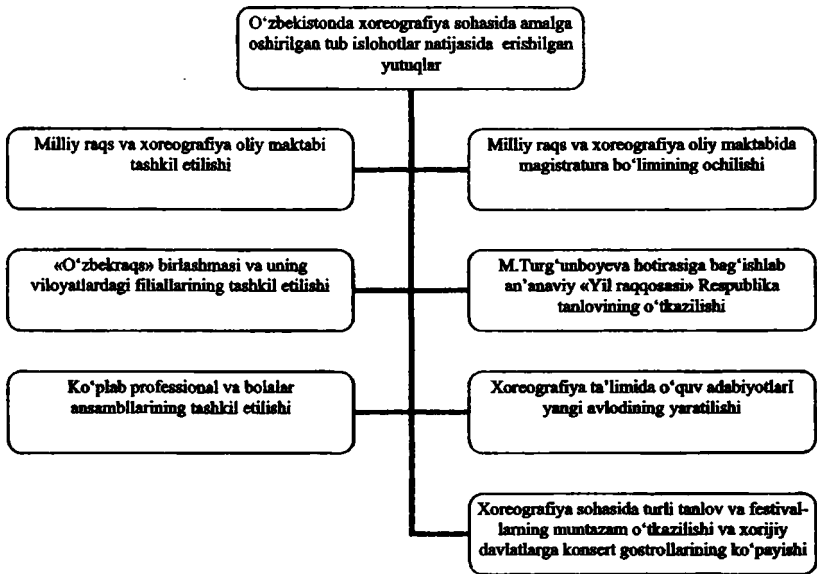 O‘zbekistonda xoreografiya sohasida amalga
oshirilgan tub islohotlar natijasida erisbilgan
yutuqlar
Milliy raqs va xoreografiya oliy maktabi
tashkil etilishi
Milliy raqs va xoreografiya oliy maktabida
magistratura bo‘limining ochilishi
«O‘zbekraqs» birlashmasi va uning
viloyatlardagi filiallarining tashkil etilishi
M.Turg‘unboyeva hotirasiga bag‘ishlab
an’anaviy «Yil raqqosasi» Respublika
tanlovining o‘tkazilishi
Ko‘plab professional va bolalar
ansambllarining tashkil etilishi
Xoreografiya ta’limida o‘quv adabiyotlarI
yangi avlodining yaratilishi
Xoreografiya sohasida turli tanlov va festival-
larning muntazam o‘tkazilishi va xorijiy
davlatlarga konsert gostrollarining ko‘payishi